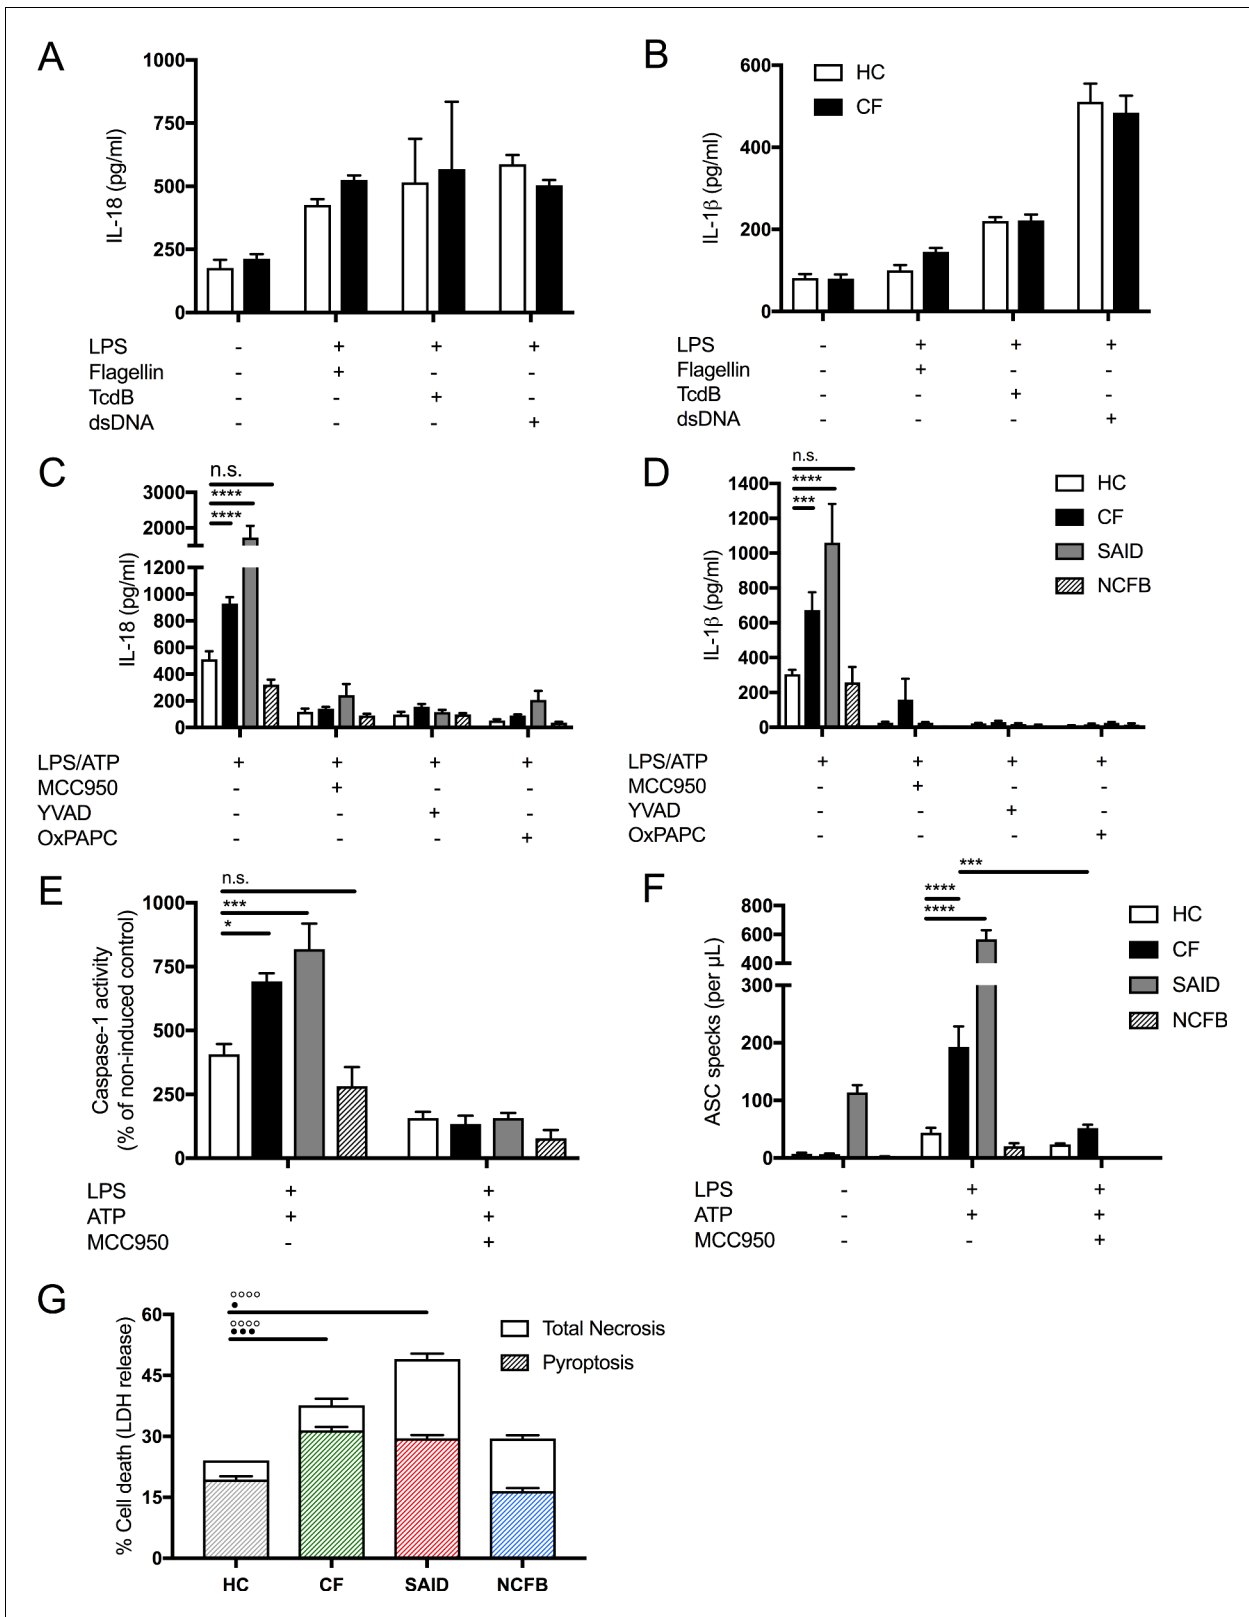 A
1000
750
500
250
0
IL-18 (pg/ml)
LPS - + + +
Flagellin - + - -
TcdB - - + -
dsDNA - - - +
B
600
400
200
0
IL-1β (pg/ml)
HC
CF
LPS - + + +
Flagellin - + - -
TcdB - - + -
dsDNA - - - +
C
n.s.
****
****
3000
2000
1200
1000
800
600
400
200
0
IL-18 (pg/ml)
LPS/ATP + + + +
MCC950 - + - -
YVAD - - + -
OxPAPC - - - +
D
n.s.
****
***
1400
1200
1000
800
600
400
200
0
IL-1β (pg/ml)
HC
CF
SAID
NCFB
LPS/ATP + + + +
MCC950 - + - -
YVAD - - + -
OxPAPC - - - +
E
n.s.
***
*
1000
750
500
250
0
Caspase-1 activity
(% of non-induced control)
LPS + +
ATP + +
MCC950 - +
F
***
****
****
800
600
400
300
200
100
0
ASC specks (per µL)
HC
CF
SAID
NCFB
LPS - + +
ATP - + +
MCC950 - - +
G
○○○○
●
○○○○
●●●
60
45
30
15
0
% Cell death (LDH release)
Total Necrosis
Pyroptosis
HC CF SAID NCFB